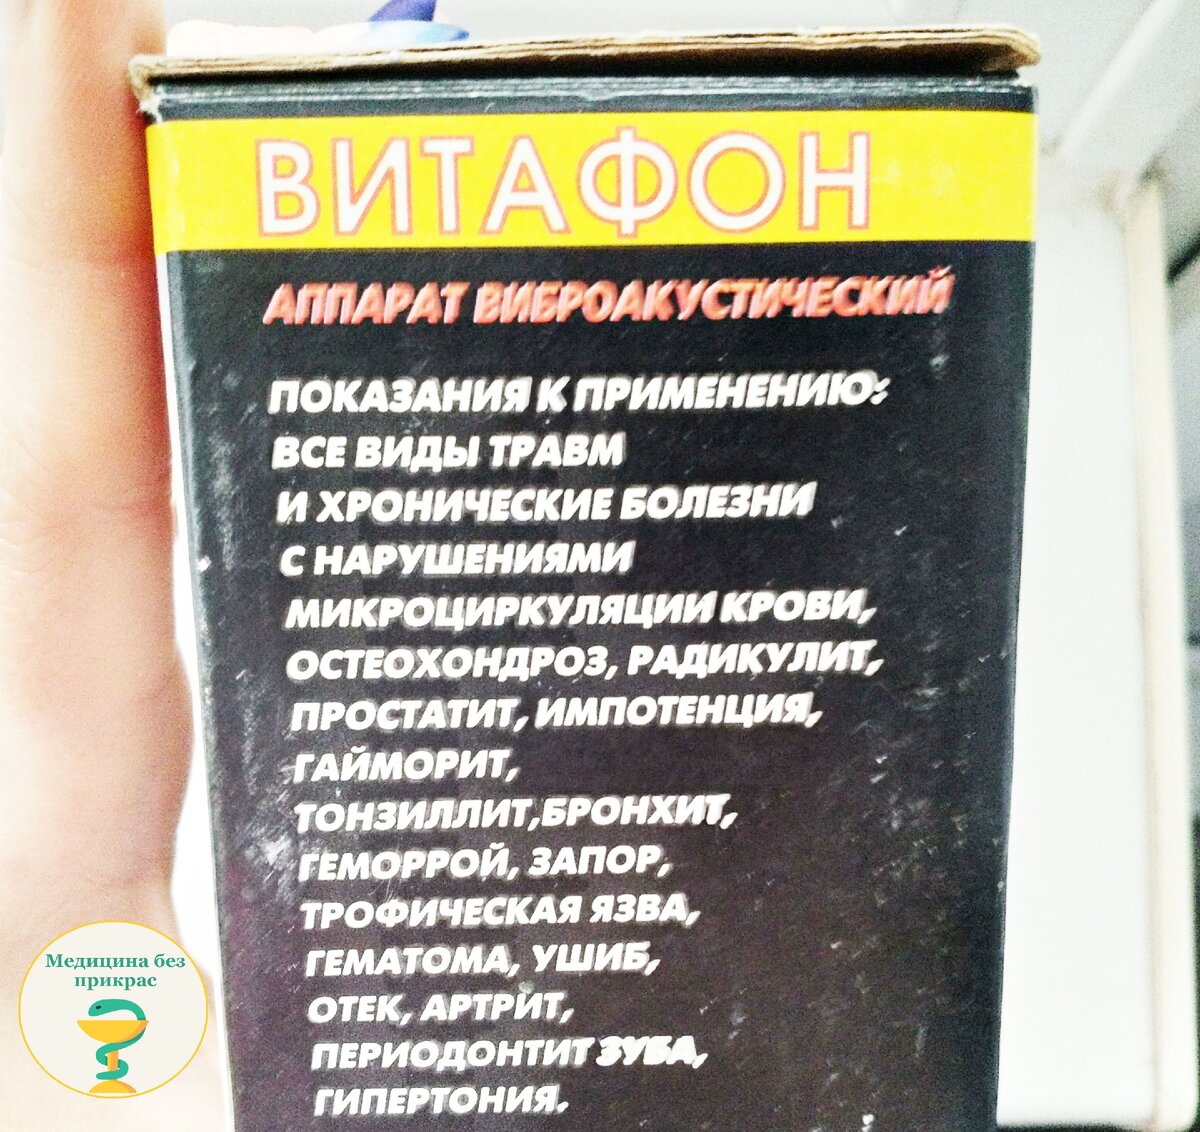 ВИТАФОН
АППАРАТ ВИБРОАКУСТИЧЕСКИЙ
ПОКАЗАНИЯ К ПРИМЕНЕНИЮ:
ВСЕ ВИДЫ ТРАВМ
И ХРОНИЧЕСКИЕ БОЛЕЗНИ
С НАРУШЕНИЯМИ
МИКРОЦИРКУЛЯЦИИ КРОВИ,
ОСТЕОХОНДРОЗ, РАДИКУЛИТ,
ПРОСТАТИТ, ИМПОТЕНЦИЯ,
ГАЙМОРИТ,
ТОНЗИЛЛИТ,БРОНХИТ,
ГЕМОРРОЙ, ЗАПОР,
ТРОФИЧЕСКАЯ ЯЗВА,
ГЕМАТОМА, УШИБ,
ОТЕК, АРТРИТ,
ПЕРИОДОНТИТ ЗУБА,
ГИПЕРТОНИЯ.
Медицина без
прикрас